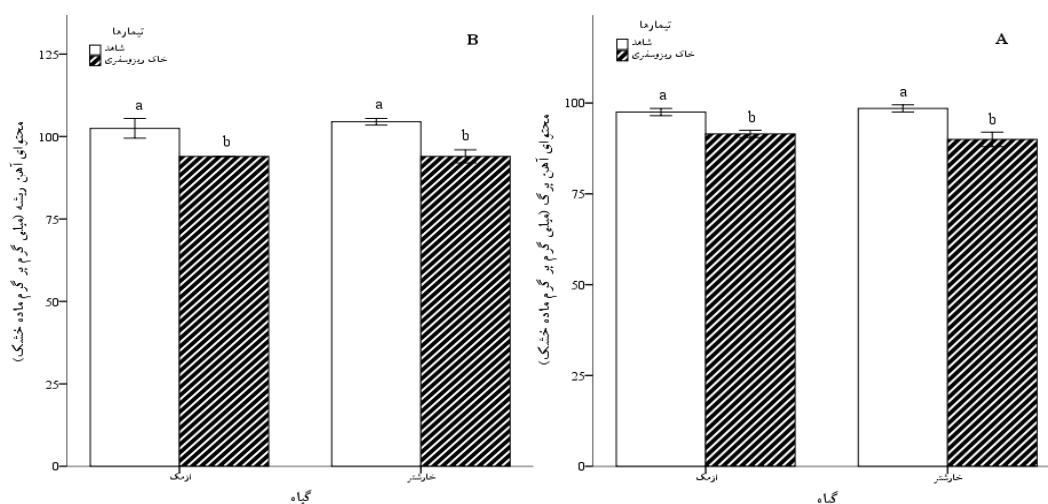 تیمارها
شاهد
خاک ریزوسفری
A
محتوای آهن برگ (میلی گرم بر گرم ماده خشک)
100
75
50
25
0
a
b
a
b
ازمک
خارشتر
گیاه
تیمارها
شاهد
خاک ریزوسفری
B
محتوای آهن ریشه (میلی گرم بر گرم ماده خشک)
125
100
75
50
25
0
a
b
a
b
ازمک
خارشتر
گیاه